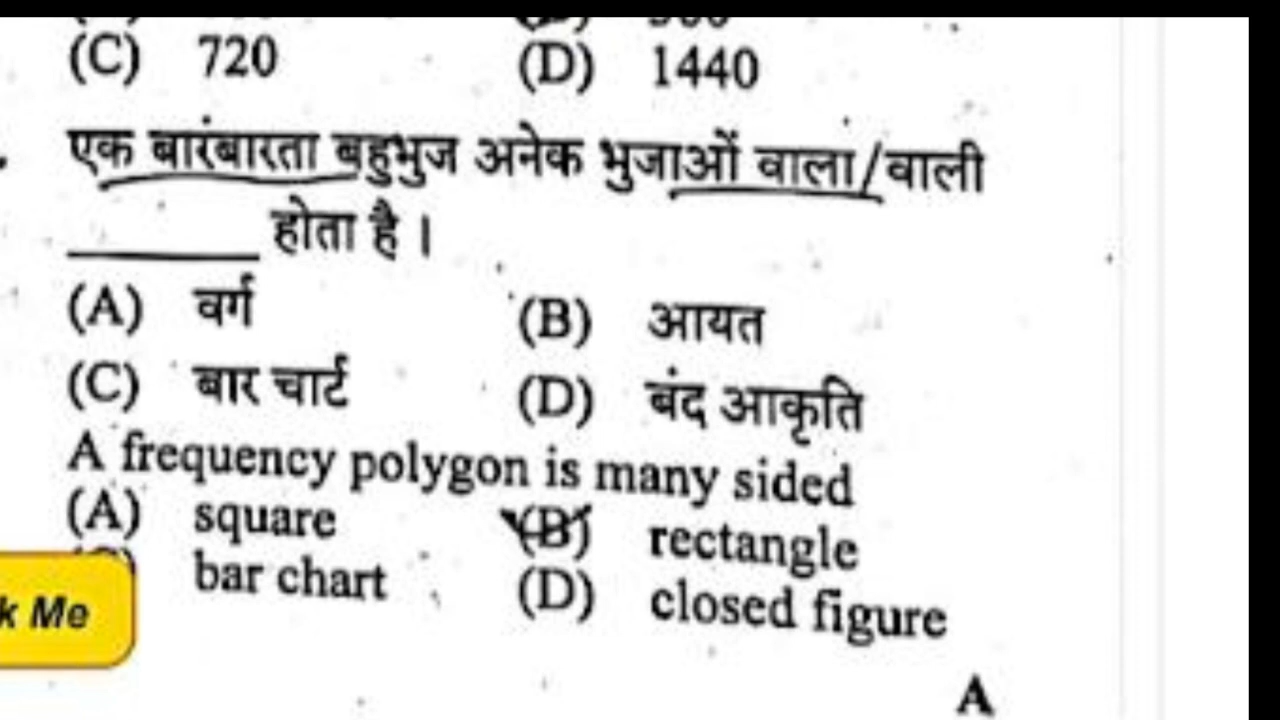 (C) 720 (D) 1440
एक बारंबारता बहुभुज अनेक भुजाओं वाला/वाली
________ होता है ।
(A) वर्ग (B) आयत
(C) बार चार्ट (D) बंद आकृति
A frequency polygon is many sided
(A) square (B) rectangle
bar chart (D) closed figure
k Me
A